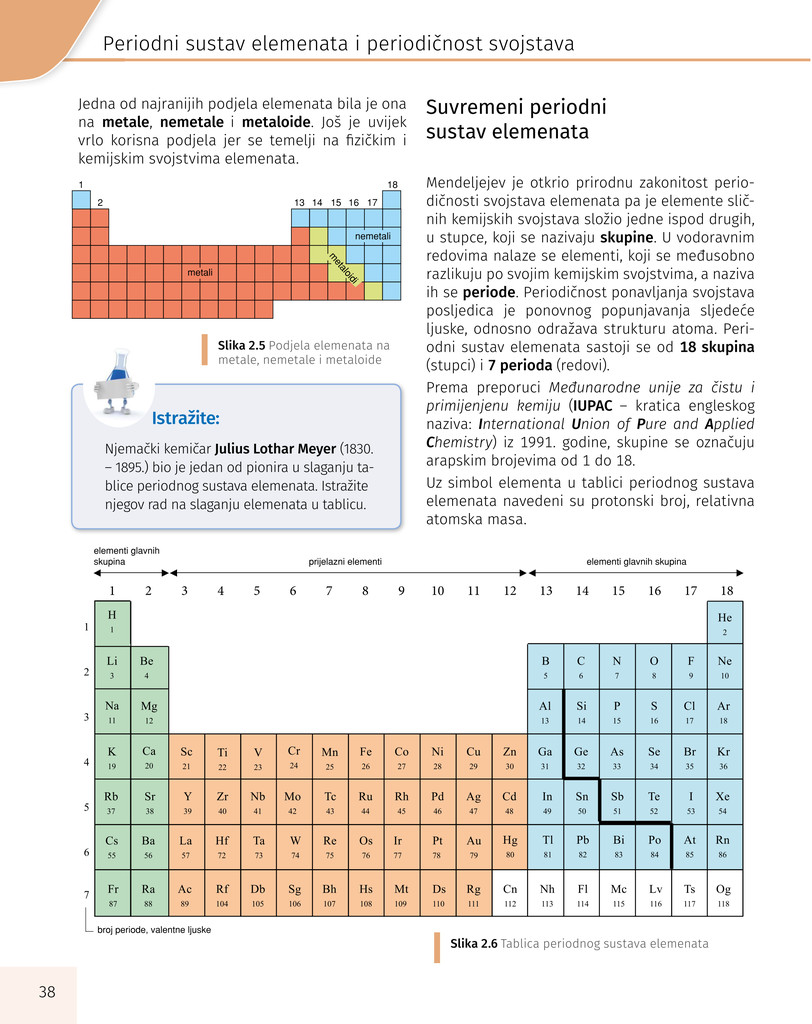 Periodni sustav elemenata i periodičnost svojstava
Jedna od najranijih podjela elemenata bila je ona
na metale, nemetale i metaloide. Još je uvijek
vrlo korisna podjela jer se temelji na fizičkim i
kemijskim svojstvima elemenata.
1 18
2 13 14 15 16 17
nemetali
metali
metaloidi
Slika 2.5 Podjela elemenata na
metale, nemetale i metaloide
Istražite:
Njemački kemičar Julius Lothar Meyer (1830.
– 1895.) bio je jedan od pionira u slaganju ta-
blice periodnog sustava elemenata. Istražite
njegov rad na slaganju elemenata u tablicu.
Suvremeni periodni
sustav elemenata
Mendeljejev je otkrio prirodnu zakonitost perio-
dičnosti svojstava elemenata pa je elemente slič-
nih kemijskih svojstava složio jedne ispod drugih,
u stupce, koji se nazivaju skupine. U vodoravnim
redovima nalaze se elementi, koji se međusobno
razlikuju po svojim kemijskim svojstvima, a naziva
ih se periode. Periodičnost ponavljanja svojstava
posljedica je ponovnog popunjavanja sljedeće
ljuske, odnosno odražava strukturu atoma. Peri-
odni sustav elemenata sastoji se od 18 skupina
(stupci) i 7 perioda (redovi).
Prema preporuci Međunarodne unije za čistu i
primijenjenu kemiju (IUPAC – kratica engleskog
naziva: International Union of Pure and Applied
Chemistry) iz 1991. godine, skupine se označuju
arapskim brojevima od 1 do 18.
Uz simbol elementa u tablici periodnog sustava
elemenata navedeni su protonski broj, relativna
atomska masa.
elementi glavnih
skupina
prijelazni elementi
elementi glavnih skupina
1 2 3 4 5 6 7 8 9 10 11 12 13 14 15 16 17 18
1 H He
1 2
2 Li Be B C N O F Ne
3 4 5 6 7 8 9 10
3 Na Mg Al Si P S Cl Ar
11 12 13 14 15 16 17 18
4 K Ca Sc Ti V Cr Mn Fe Co Ni Cu Zn Ga Ge As Se Br Kr
19 20 21 22 23 24 25 26 27 28 29 30 31 32 33 34 35 36
5 Rb Sr Y Zr Nb Mo Tc Ru Rh Pd Ag Cd In Sn Sb Te I Xe
37 38 39 40 41 42 43 44 45 46 47 48 49 50 51 52 53 54
6 Cs Ba La Hf Ta W Re Os Ir Pt Au Hg Tl Pb Bi Po At Rn
55 56 57 72 73 74 75 76 77 78 79 80 81 82 83 84 85 86
7 Fr Ra Ac Rf Db Sg Bh Hs Mt Ds Rg Cn Nh Fl Mc Lv Ts Og
87 88 89 104 105 106 107 108 109 110 111 112 113 114 115 116 117 118
broj periode, valentne ljuske
Slika 2.6 Tablica periodnog sustava elemenata
38